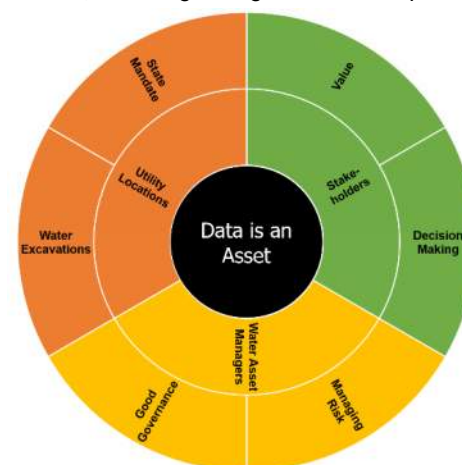 State
Mandate
Value
Utility
Locations
Stake-
holders
Water
Excavations
Data is an
Asset
Decision
Making
Water Asset
Managers
Good
Governance
Managing
Risk